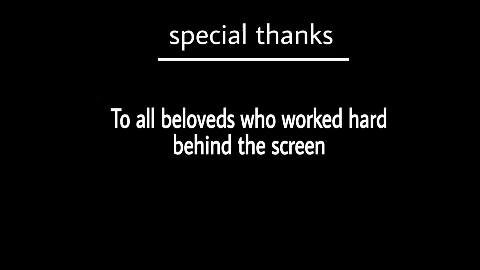 special thanks
To all beloveds who worked hard
behind the screen